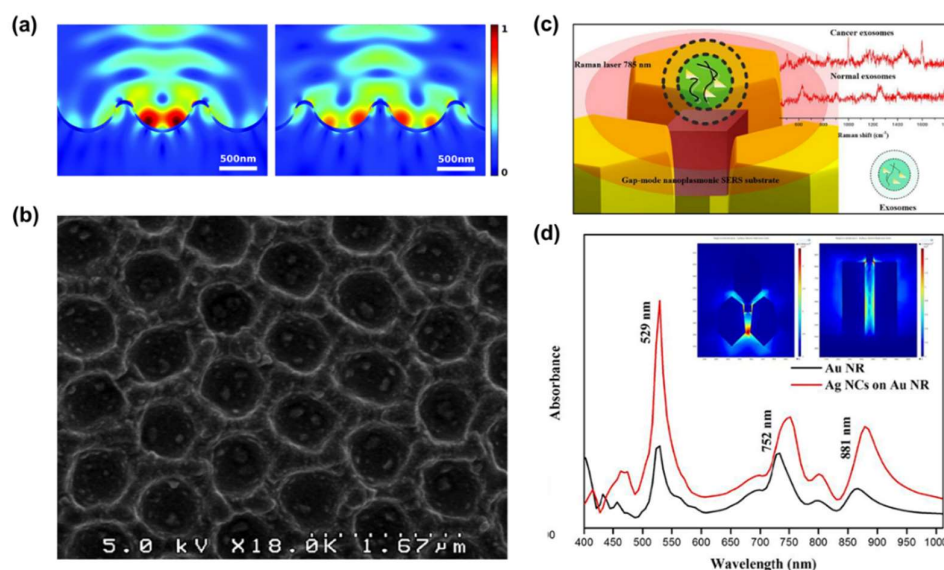 (a)
1
0
500nm
500nm
(b)
5.0 kV X18.0K 1.67µm
(c)
Raman laser 785 nm
Cancer exosomes
Normal exosomes
Raman shift (cm⁻¹)
Gap-mode nanoplasmonic SERS substrate
Exosomes
(d)
529 nm
752 nm
881 nm
Au NR
Ag NCs on Au NR
Absorbance
400 450 500 550 600 650 700 750 800 850 900 950 1000
Wavelength (nm)